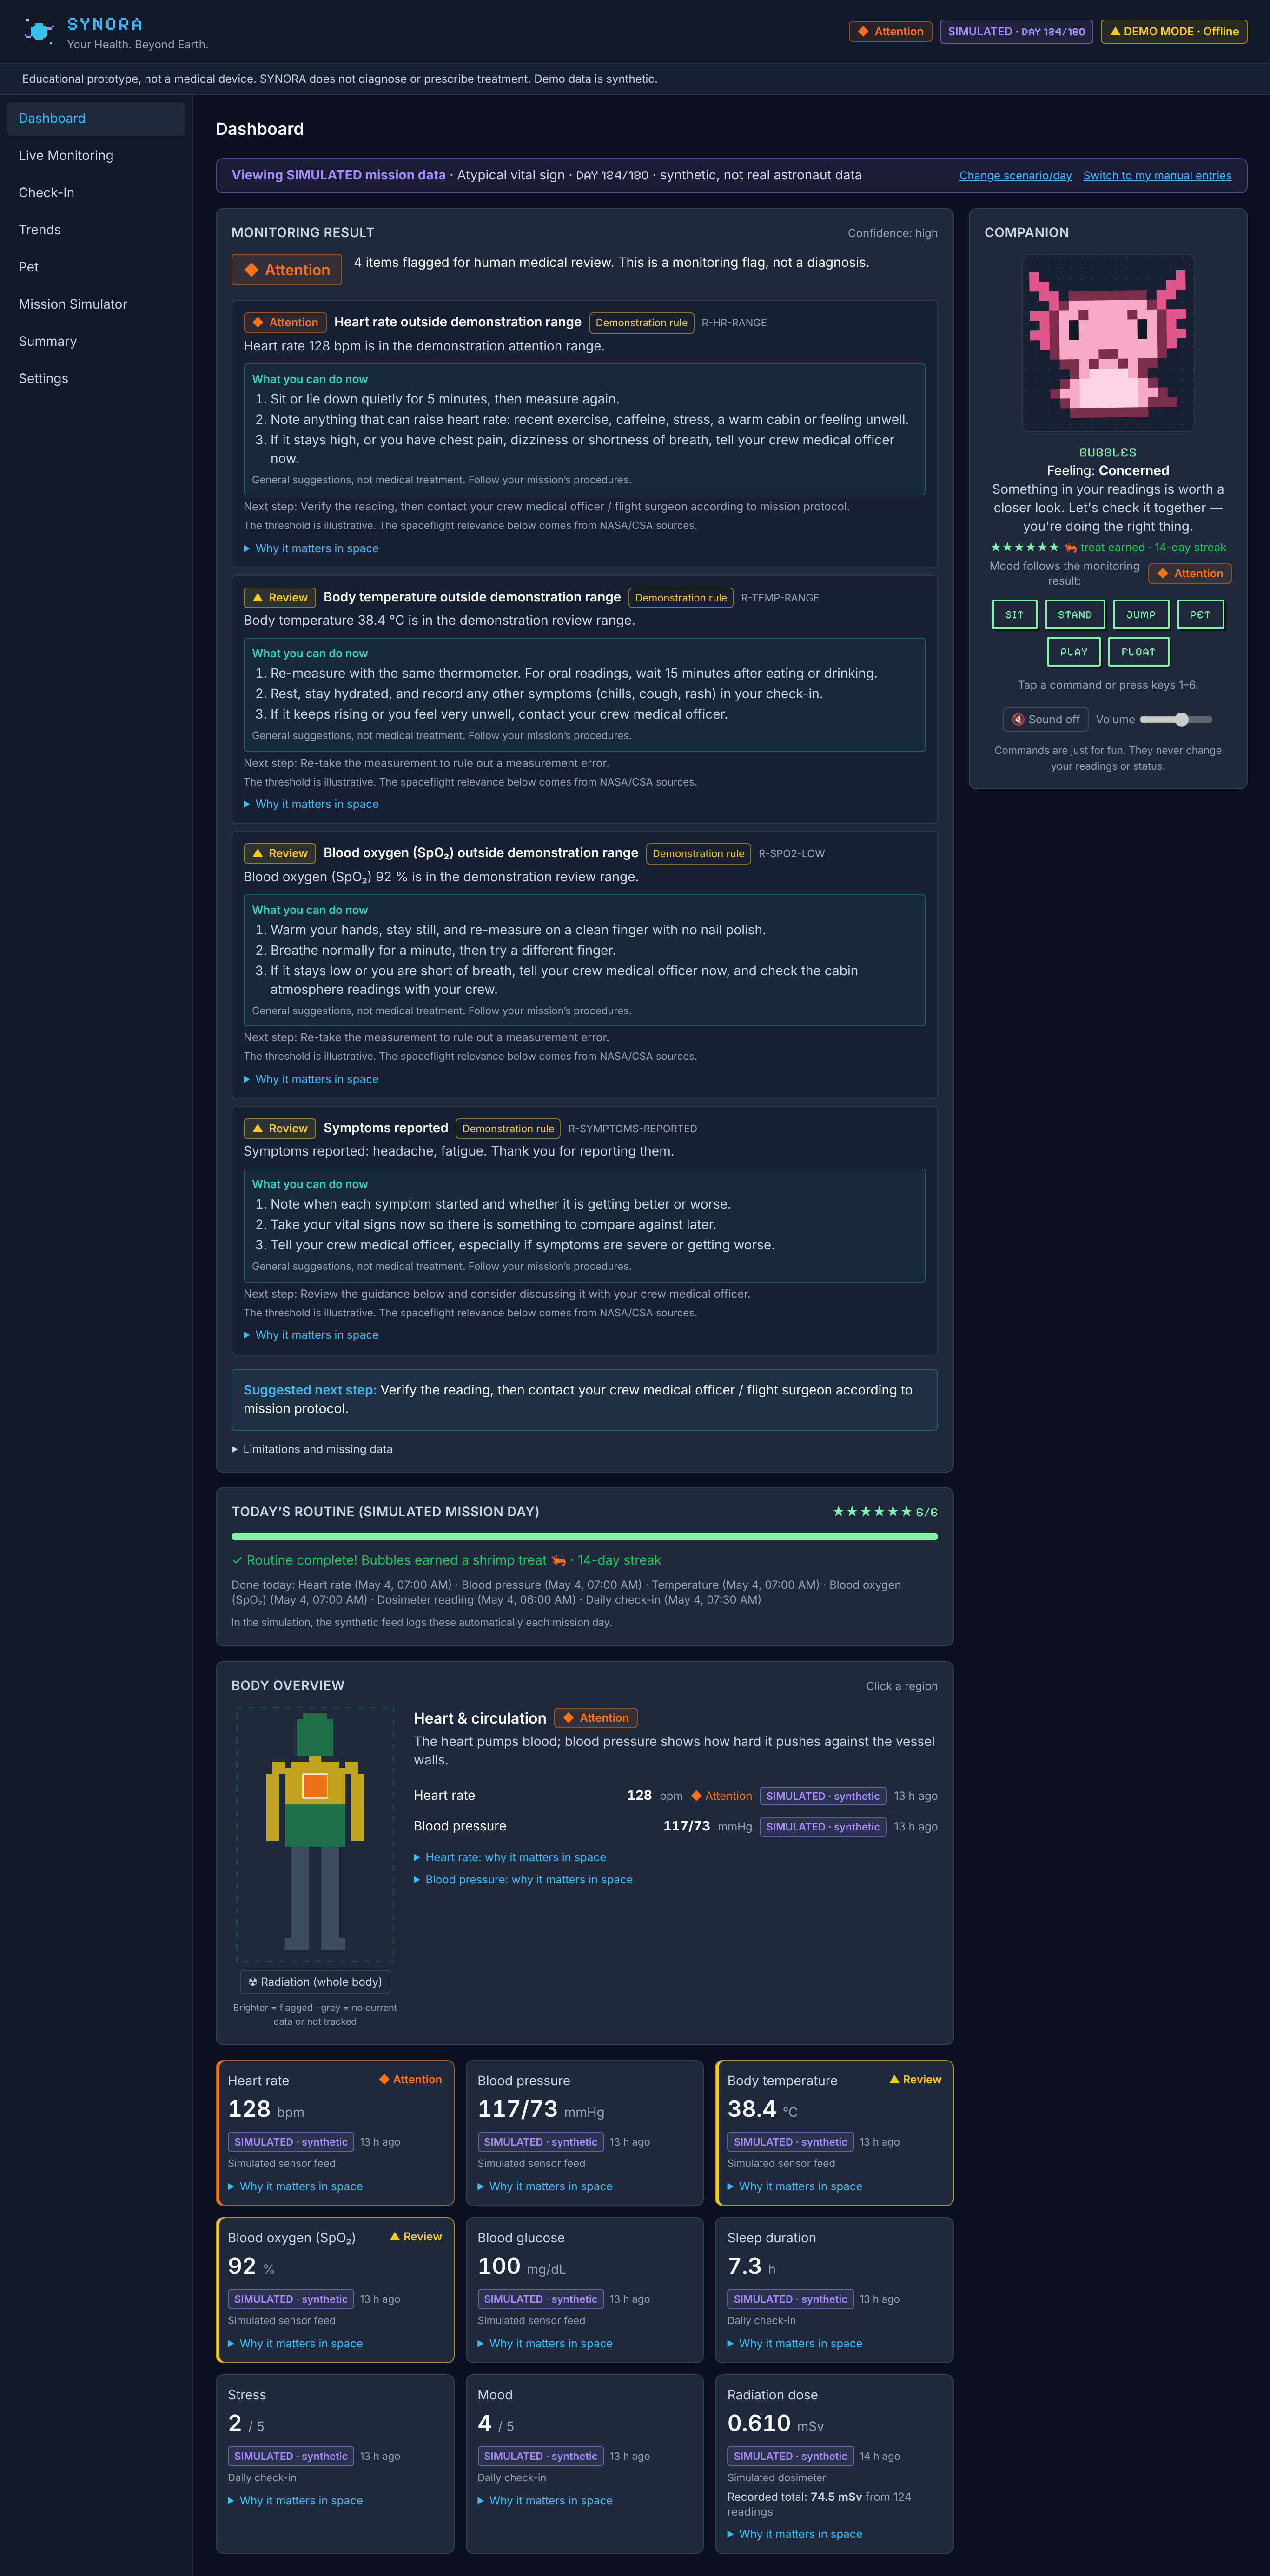 SYNORA
Your Health. Beyond Earth.
◆ Attention
SIMULATED · DAY 124/180
▲ DEMO MODE · Offline
Educational prototype, not a medical device. SYNORA does not diagnose or prescribe treatment. Demo data is synthetic.
Dashboard
Live Monitoring
Check-In
Trends
Pet
Mission Simulator
Summary
Settings
Dashboard
Viewing SIMULATED mission data · Atypical vital sign · DAY 124/180 · synthetic, not real astronaut data
Change scenario/day
Switch to my manual entries
MONITORING RESULT
Confidence: high
◆ Attention
4 items flagged for human medical review. This is a monitoring flag, not a diagnosis.
◆ Attention Heart rate outside demonstration range Demonstration rule R-HR-RANGE
Heart rate 128 bpm is in the demonstration attention range.
What you can do now
1. Sit or lie down quietly for 5 minutes, then measure again.
2. Note anything that can raise heart rate: recent exercise, caffeine, stress, a warm cabin or feeling unwell.
3. If it stays high, or you have chest pain, dizziness or shortness of breath, tell your crew medical officer
now.
General suggestions, not medical treatment. Follow your mission's procedures.
Next step: Verify the reading, then contact your crew medical officer / flight surgeon according to mission protocol.
The threshold is illustrative. The spaceflight relevance below comes from NASA/CSA sources.
▶ Why it matters in space
▲ Review Body temperature outside demonstration range Demonstration rule R-TEMP-RANGE
Body temperature 38.4 °C is in the demonstration review range.
What you can do now
1. Re-measure with the same thermometer. For oral readings, wait 15 minutes after eating or drinking.
2. Rest, stay hydrated, and record any other symptoms (chills, cough, rash) in your check-in.
3. If it keeps rising or you feel very unwell, contact your crew medical officer.
General suggestions, not medical treatment. Follow your mission's procedures.
Next step: Re-take the measurement to rule out a measurement error.
The threshold is illustrative. The spaceflight relevance below comes from NASA/CSA sources.
▶ Why it matters in space
▲ Review Blood oxygen (SpO₂) outside demonstration range Demonstration rule R-SPO2-LOW
Blood oxygen (SpO₂) 92 % is in the demonstration review range.
What you can do now
1. Warm your hands, stay still, and re-measure on a clean finger with no nail polish.
2. Breathe normally for a minute, then try a different finger.
3. If it stays low or you are short of breath, tell your crew medical officer now, and check the cabin
atmosphere readings with your crew.
General suggestions, not medical treatment. Follow your mission's procedures.
Next step: Re-take the measurement to rule out a measurement error.
The threshold is illustrative. The spaceflight relevance below comes from NASA/CSA sources.
▶ Why it matters in space
▲ Review Symptoms reported Demonstration rule R-SYMPTOMS-REPORTED
Symptoms reported: headache, fatigue. Thank you for reporting them.
What you can do now
1. Note when each symptom started and whether it is getting better or worse.
2. Take your vital signs now so there is something to compare against later.
3. Tell your crew medical officer, especially if symptoms are severe or getting worse.
General suggestions, not medical treatment. Follow your mission's procedures.
Next step: Review the guidance below and consider discussing it with your crew medical officer.
The threshold is illustrative. The spaceflight relevance below comes from NASA/CSA sources.
▶ Why it matters in space
Suggested next step: Verify the reading, then contact your crew medical officer / flight surgeon according to
mission protocol.
▶ Limitations and missing data
COMPANION
BUBBLES
Feeling: Concerned
Something in your readings is worth a
closer look. Let's check it together —
you're doing the right thing.
★★★★★★ 🦐 treat earned · 14-day streak
Mood follows the monitoring
result:
◆ Attention
SIT
STAND
JUMP
PET
PLAY
FLOAT
Tap a command or press keys 1–6.
🔇 Sound off
Volume
Commands are just for fun. They never change
your readings or status.
TODAY'S ROUTINE (SIMULATED MISSION DAY)
★★★★★★ 6/6
✓ Routine complete! Bubbles earned a shrimp treat 🦐 · 14-day streak
Done today: Heart rate (May 4, 07:00 AM) · Blood pressure (May 4, 07:00 AM) · Temperature (May 4, 07:00 AM) · Blood oxygen
(SpO₂) (May 4, 07:00 AM) · Dosimeter reading (May 4, 06:00 AM) · Daily check-in (May 4, 07:30 AM)
In the simulation, the synthetic feed logs these automatically each mission day.
BODY OVERVIEW
Click a region
☢ Radiation (whole body)
Brighter = flagged · grey = no current
data or not tracked
Heart & circulation ◆ Attention
The heart pumps blood; blood pressure shows how hard it pushes against the vessel
walls.
Heart rate 128 bpm ◆ Attention SIMULATED · synthetic 13 h ago
Blood pressure 117/73 mmHg SIMULATED · synthetic 13 h ago
▶ Heart rate: why it matters in space
▶ Blood pressure: why it matters in space
Heart rate ◆ Attention
128 bpm
SIMULATED · synthetic 13 h ago
Simulated sensor feed
▶ Why it matters in space
Blood pressure
117/73 mmHg
SIMULATED · synthetic 13 h ago
Simulated sensor feed
▶ Why it matters in space
Body temperature ▲ Review
38.4 °C
SIMULATED · synthetic 13 h ago
Simulated sensor feed
▶ Why it matters in space
Blood oxygen (SpO₂) ▲ Review
92 %
SIMULATED · synthetic 13 h ago
Simulated sensor feed
▶ Why it matters in space
Blood glucose
100 mg/dL
SIMULATED · synthetic 13 h ago
Simulated sensor feed
▶ Why it matters in space
Sleep duration
7.3 h
SIMULATED · synthetic 13 h ago
Daily check-in
▶ Why it matters in space
Stress
2 / 5
SIMULATED · synthetic 13 h ago
Daily check-in
▶ Why it matters in space
Mood
4 / 5
SIMULATED · synthetic 13 h ago
Daily check-in
▶ Why it matters in space
Radiation dose
0.610 mSv
SIMULATED · synthetic 14 h ago
Simulated dosimeter
Recorded total: 74.5 mSv from 124
readings
▶ Why it matters in space